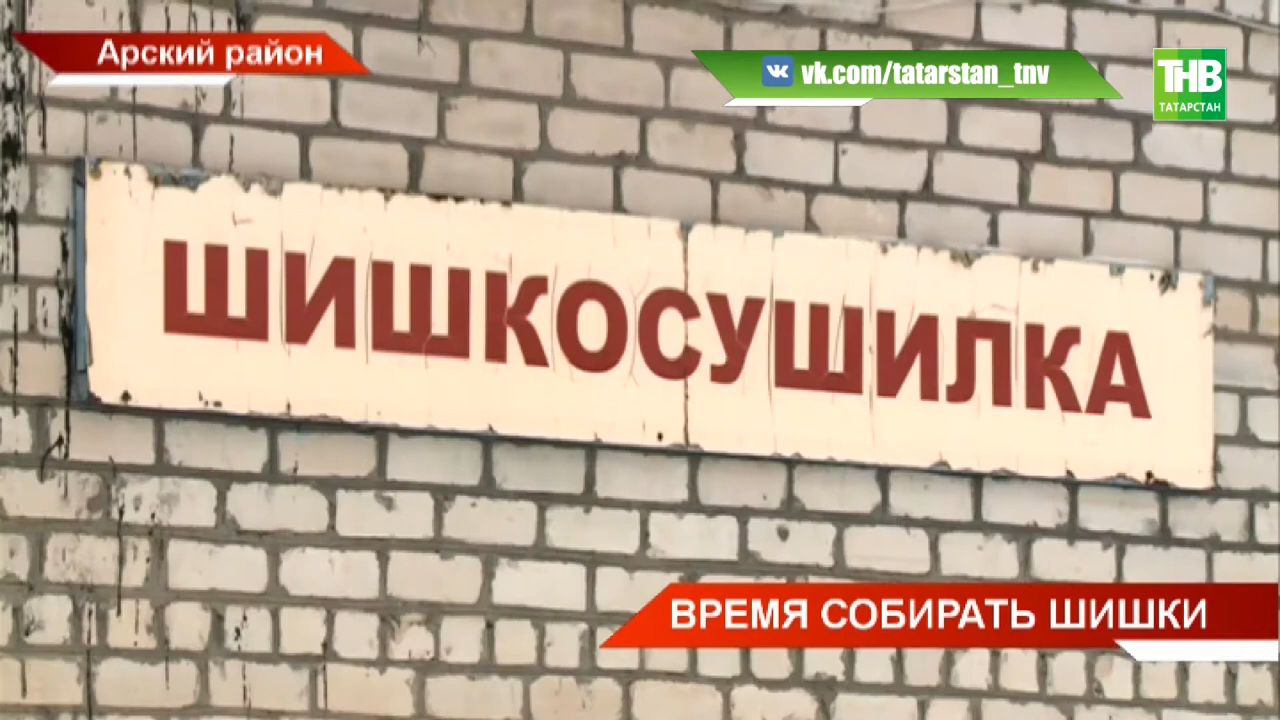 Арский район
vk.com/tatarstan_tnv
ТНВ
ТАТАРСТАН
ШИШКОСУШИЛКА
ВРЕМЯ СОБИРАТЬ ШИШКИ